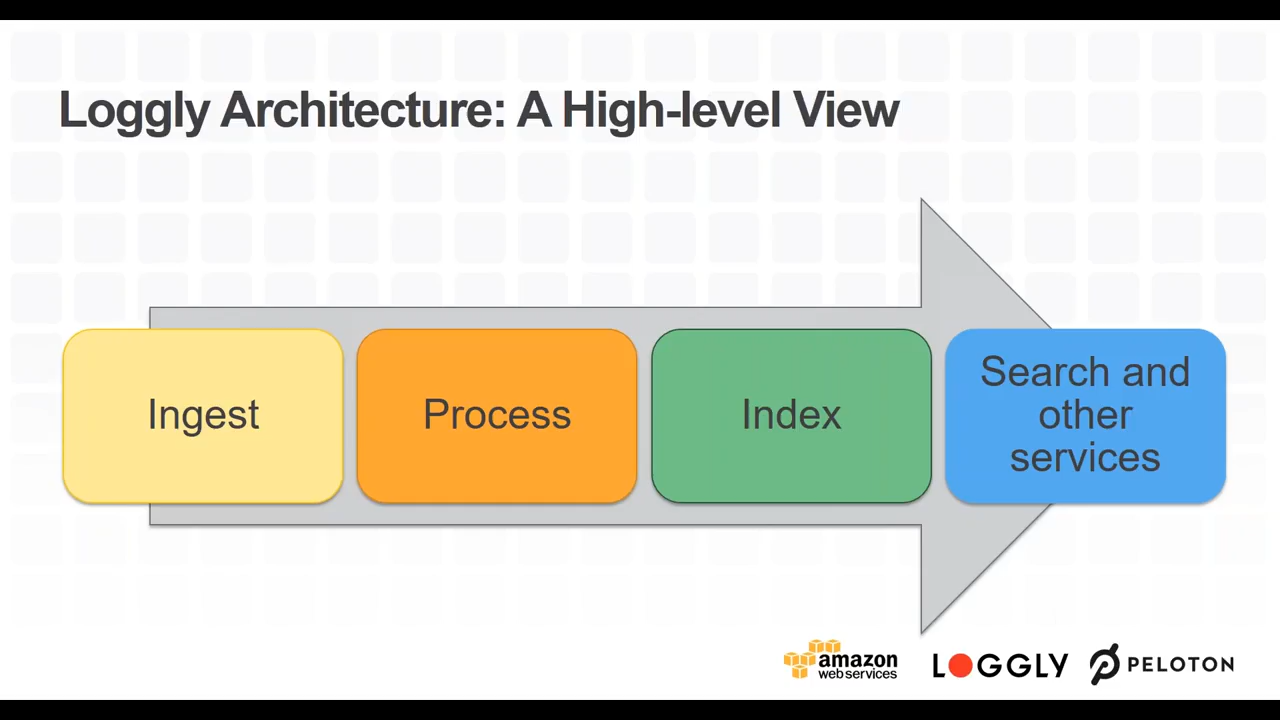 Loggly Architecture: A High-level View
Ingest
Process
Index
Search and
other
services
amazon
webservices
LOGGLY
PELOTON